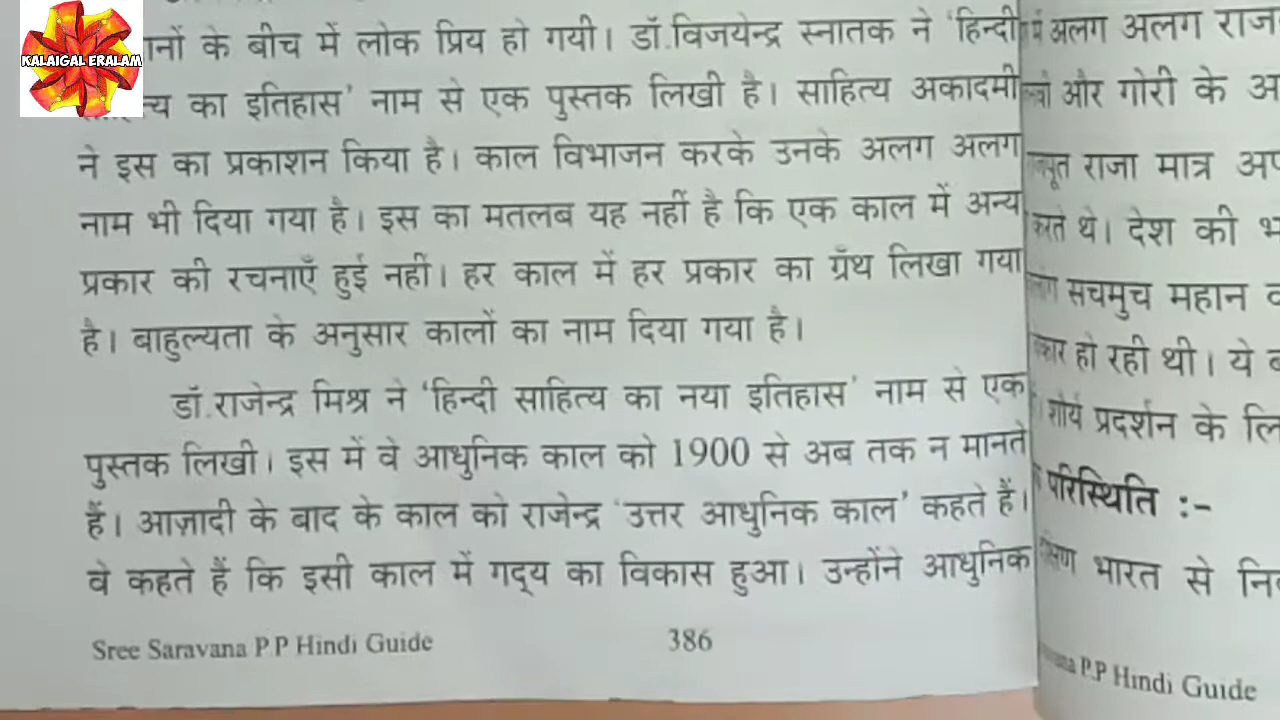 KALAIGAL ERALAM
के बीच में लोक प्रिय हो गयी। डॉ.विजयेन्द्र स्नातक ने ‘हिन्दी
का इतिहास’ नाम से एक पुस्तक लिखी है। साहित्य अकादमी
ने इस का प्रकाशन किया है। काल विभाजन करके उनके अलग अलग
नाम भी दिया गया है। इस का मतलब यह नहीं है कि एक काल में अन्य
प्रकार की रचनाएँ हुई नहीं। हर काल में हर प्रकार का ग्रँथ लिखा गया
है। बाहुल्यता के अनुसार कालों का नाम दिया गया है।
डॉ.राजेन्द्र मिश्र ने ‘हिन्दी साहित्य का नया इतिहास’ नाम से एक
पुस्तक लिखी। इस में वे आधुनिक काल को 1900 से अब तक न मानते
हैं। आज़ादी के बाद के काल को राजेन्द्र ‘उत्तर आधुनिक काल’ कहते हैं।
वे कहते हैं कि इसी काल में गद्‌य का विकास हुआ। उन्होंने आधुनिक
Sree Saravana P.P Hindi Guide 386
अलग अलग
और गोरी के
राजा मात्र
थे। देश की
सचमुच महान
हो रही थी। ये
शौर्य प्रदर्शन के
परिस्थिति :-
भारत से
P.P Hindi Guide